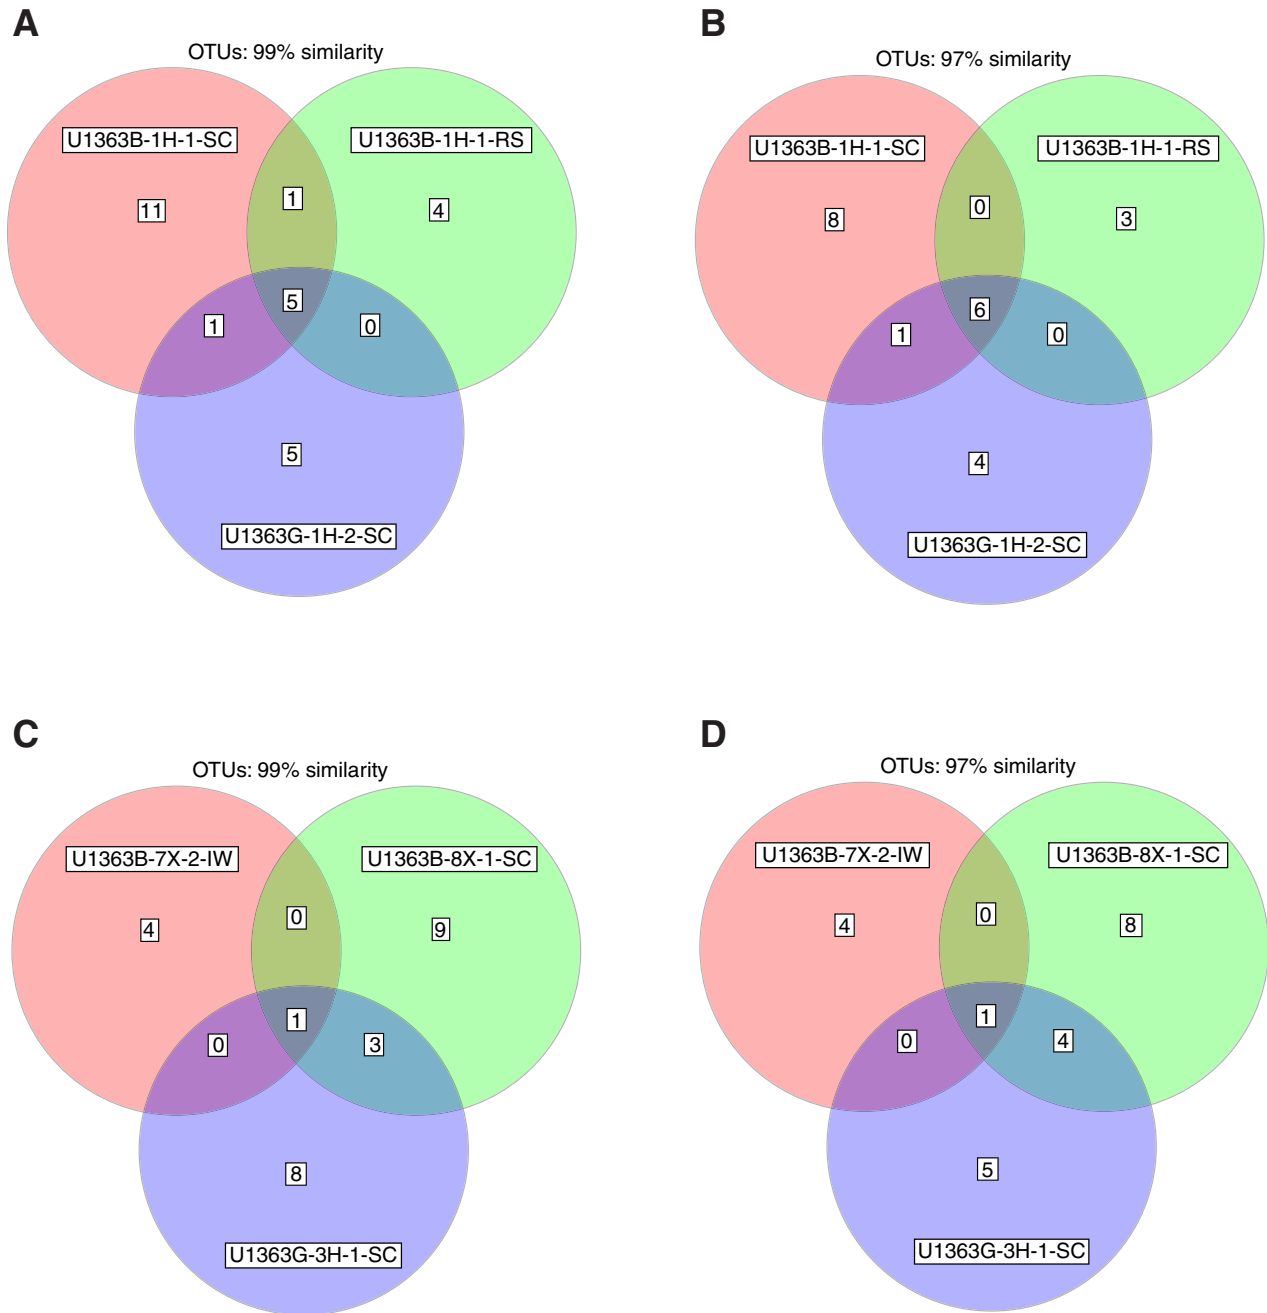 A
OTUs: 99% similarity
U1363B-1H-1-SC
U1363B-1H-1-RS
11
1
4
5
1
0
5
U1363G-1H-2-SC
B
OTUs: 97% similarity
U1363B-1H-1-SC
U1363B-1H-1-RS
8
0
3
6
1
0
4
U1363G-1H-2-SC
C
OTUs: 99% similarity
U1363B-7X-2-IW
U1363B-8X-1-SC
4
0
9
1
0
3
8
U1363G-3H-1-SC
D
OTUs: 97% similarity
U1363B-7X-2-IW
U1363B-8X-1-SC
4
0
8
1
0
4
5
U1363G-3H-1-SC